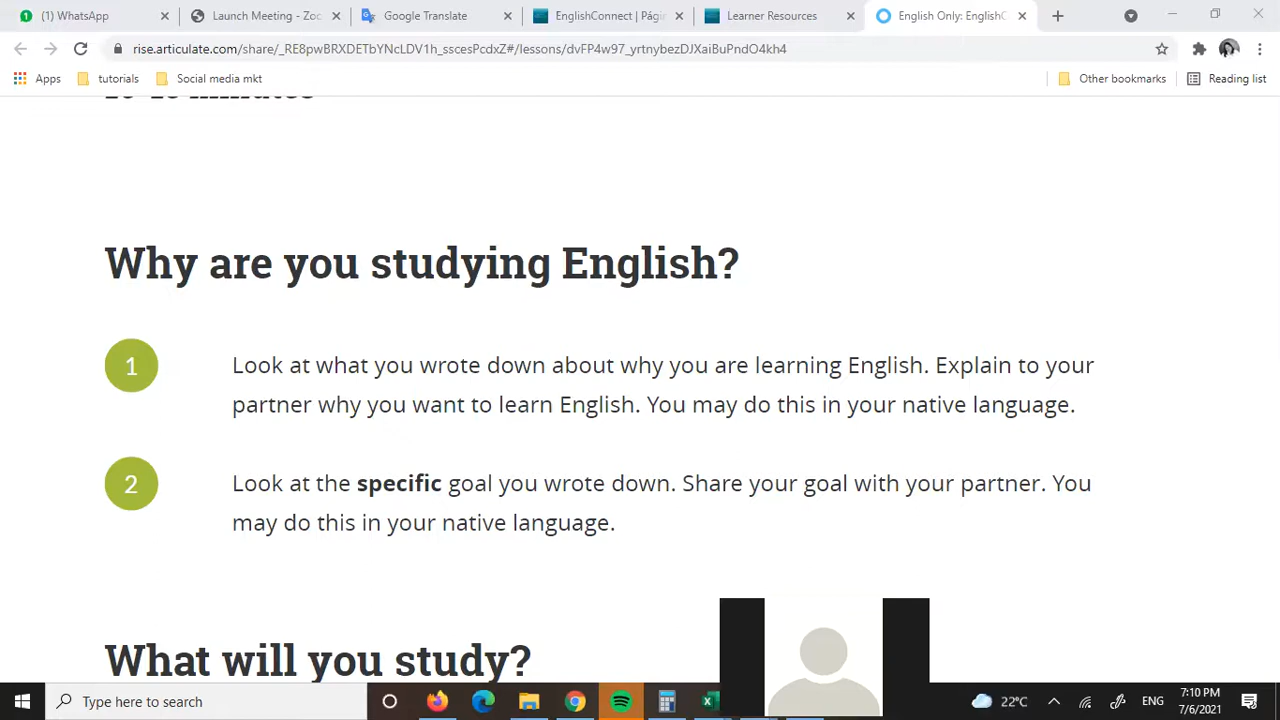 (1) WhatsApp
Launch Meeting - Zoo
Google Translate
EnglishConnect | Pági
Learner Resources
English Only: EnglishC
rise.articulate.com/share/_RE8pwBRXDETbYNcLDV1h_sscesPcdxZ#/lessons/dvFP4w97_yrtnybezDJXaiBuPndO4kh4
Apps
tutorials
Social media mkt
Other bookmarks
Reading list
Why are you studying English?
1
Look at what you wrote down about why you are learning English. Explain to your
partner why you want to learn English. You may do this in your native language.
2
Look at the specific goal you wrote down. Share your goal with your partner. You
may do this in your native language.
What will you study?
Type here to search
22°C
ENG
7:10 PM
7/6/2021